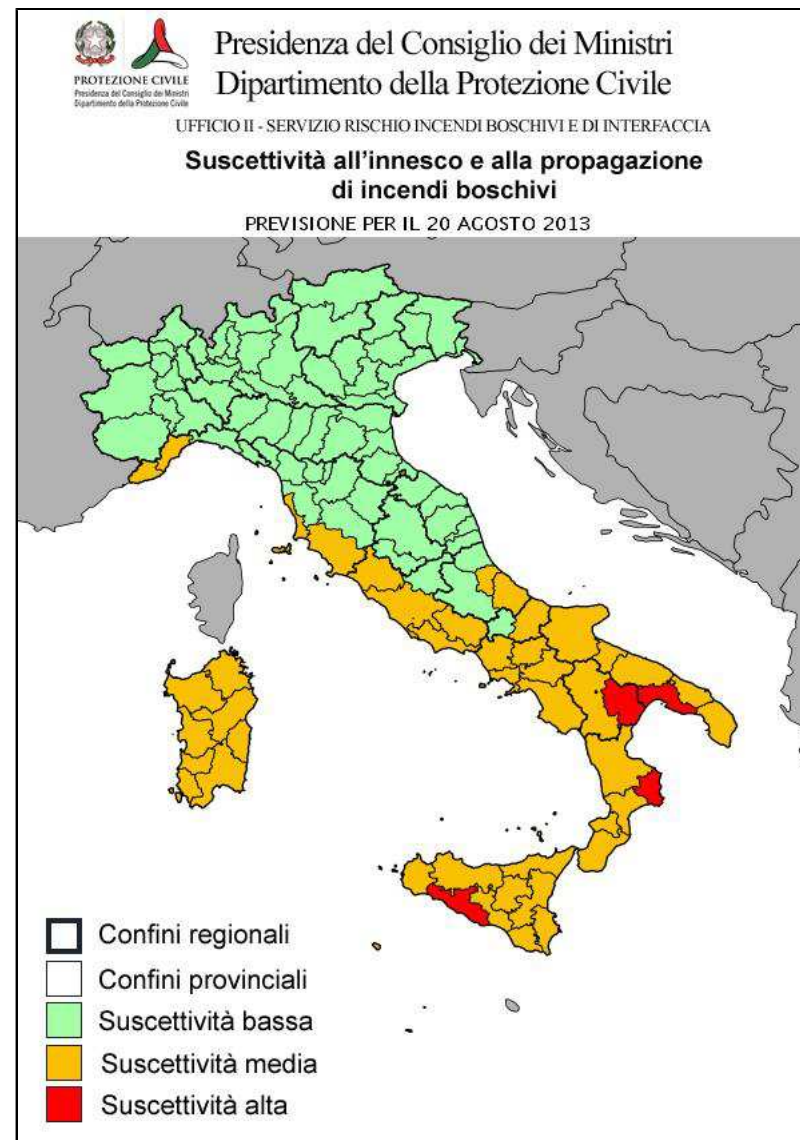 Presidenza del Consiglio dei Ministri
Dipartimento della Protezione Civile
PROTEZIONE CIVILE
Presidenza del Consiglio dei Ministri
Dipartimento della Protezione Civile
UFFICIO II - SERVIZIO RISCHIO INCENDI BOSCHIVI E DI INTERFACCIA
Suscettività all'innesco e alla propagazione
di incendi boschivi
PREVISIONE PER IL 20 AGOSTO 2013
Confini regionali
Confini provinciali
Suscettività bassa
Suscettività media
Suscettività alta